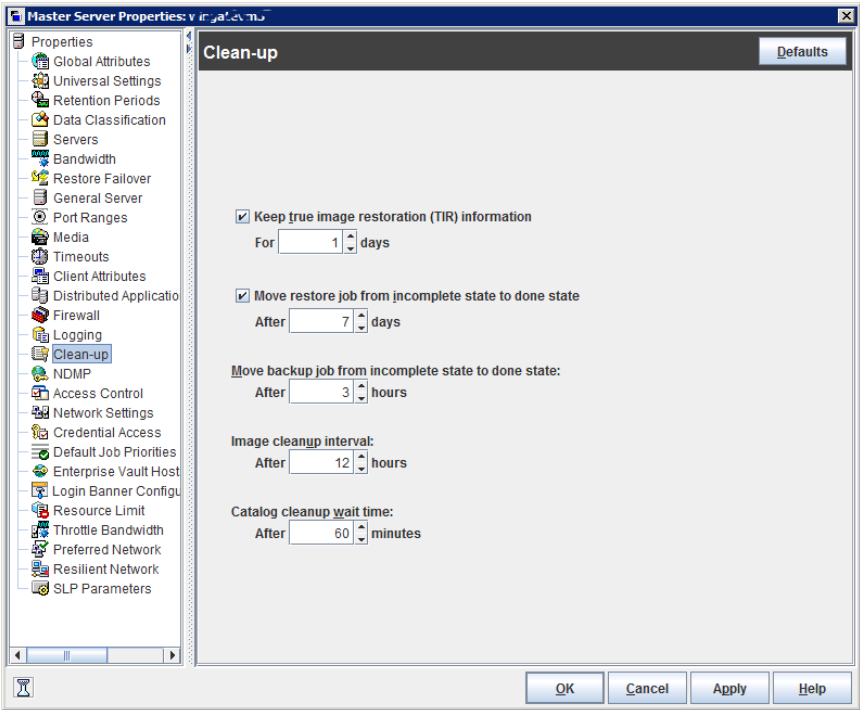 Master Server Properties:
Properties
Global Attributes
Universal Settings
Retention Periods
Data Classification
Servers
Bandwidth
Restore Failover
General Server
Port Ranges
Media
Timeouts
Client Attributes
Distributed Applicatio
Firewall
Logging
Clean-up
NDMP
Access Control
Network Settings
Credential Access
Default Job Priorities
Enterprise Vault Host
Login Banner Configu
Resource Limit
Throttle Bandwidth
Preferred Network
Resilient Network
SLP Parameters
Clean-up
Defaults
Keep true image restoration (TIR) information
For 1 days
Move restore job from incomplete state to done state
After 7 days
Move backup job from incomplete state to done state:
After 3 hours
Image cleanup interval:
After 12 hours
Catalog cleanup wait time:
After 60 minutes
OK Cancel Apply Help